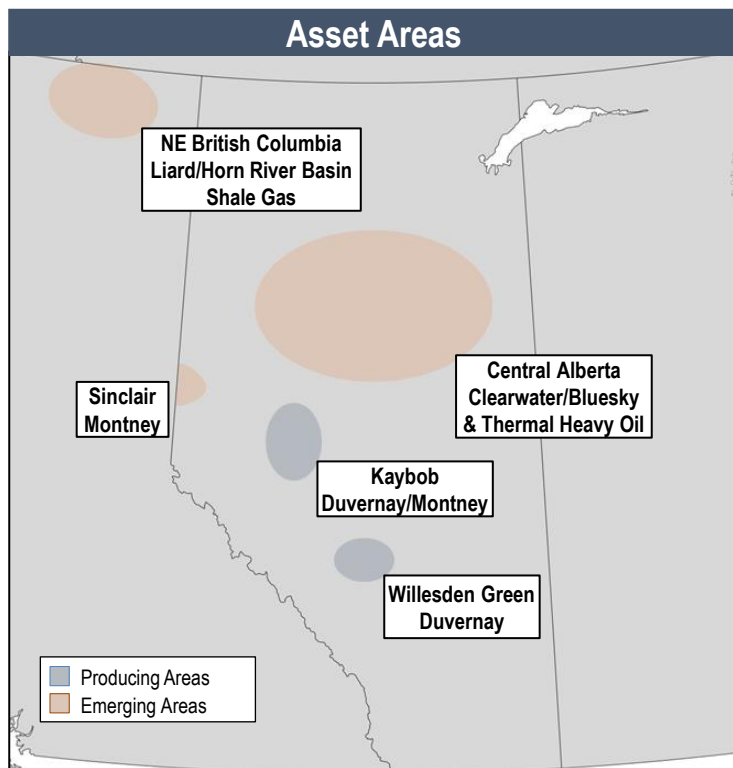 Asset Areas
NE British Columbia
Liard/Horn River Basin
Shale Gas
Central Alberta
Clearwater/Bluesky
& Thermal Heavy Oil
Sinclair
Montney
Kaybob
Duvernay/Montney
Willesden Green
Duvernay
Producing Areas
Emerging Areas